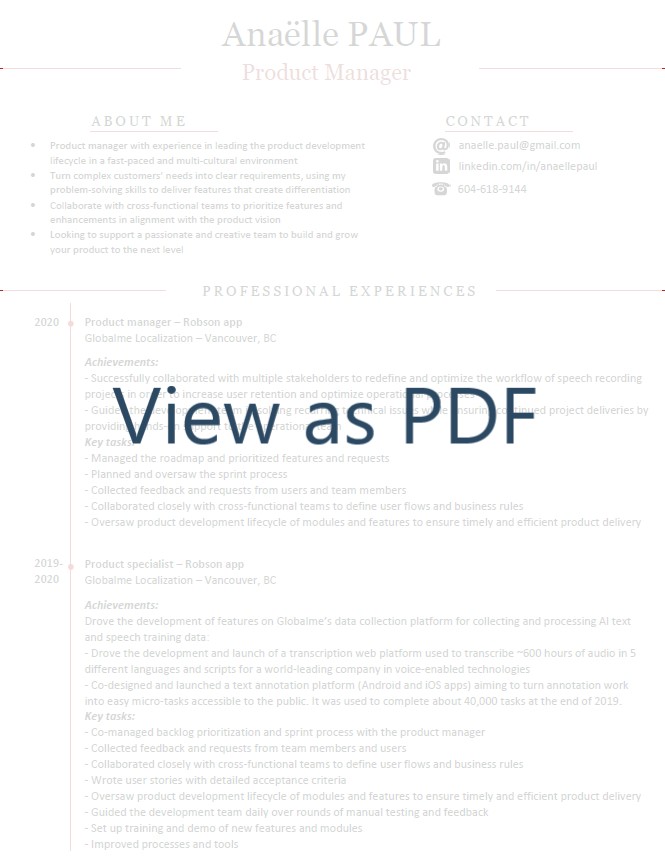 Anaëlle PAUL
Product Manager
ABOUT ME
• Product manager with experience in leading the product development
lifecycle in a fast-paced and multi-cultural environment
• Turn complex customers' needs into clear requirements, using my
problem-solving skills to deliver features that create differentiation
• Collaborate with cross-functional teams to prioritize features and
enhancements in alignment with the product vision
• Looking to support a passionate and creative team to build and grow
your product to the next level
CONTACT
anaelle.paul@gmail.com
linkedin.com/in/anaellepaul
604-618-9144
PROFESSIONAL EXPERIENCES
2020
Product manager – Robson app
Globalme Localization – Vancouver, BC
Achievements:
- Successfully collaborated with multiple stakeholders to redefine and optimize the workflow of speech recording
projects in order to increase user retention and optimize operational processes
- Guided the development team in solving recurring technical issues while ensuring continued project deliveries by
providing hands-on support to the operations team
View as PDF
Key tasks:
- Managed the roadmap and prioritized features and requests
- Planned and oversaw the sprint process
- Collected feedback and requests from users and team members
- Collaborated closely with cross-functional teams to define user flows and business rules
- Oversaw product development lifecycle of modules and features to ensure timely and efficient product delivery
2019-
2020
Product specialist – Robson app
Globalme Localization – Vancouver, BC
Achievements:
Drove the development of features on Globalme's data collection platform for collecting and processing AI text
and speech training data:
- Drove the development and launch of a transcription web platform used to transcribe ~600 hours of audio in 5
different languages and scripts for a world-leading company in voice-enabled technologies
- Co-designed and launched a text annotation platform (Android and iOS apps) aiming to turn annotation work
into easy micro-tasks accessible to the public. It was used to complete about 40,000 tasks at the end of 2019.
Key tasks:
- Co-managed backlog prioritization and sprint process with the product manager
- Collected feedback and requests from team members and users
- Collaborated closely with cross-functional teams to define user flows and business rules
- Wrote user stories with detailed acceptance criteria
- Oversaw product development lifecycle of modules and features to ensure timely and efficient product delivery
- Guided the development team daily over rounds of manual testing and feedback
- Set up training and demo of new features and modules
- Improved processes and tools